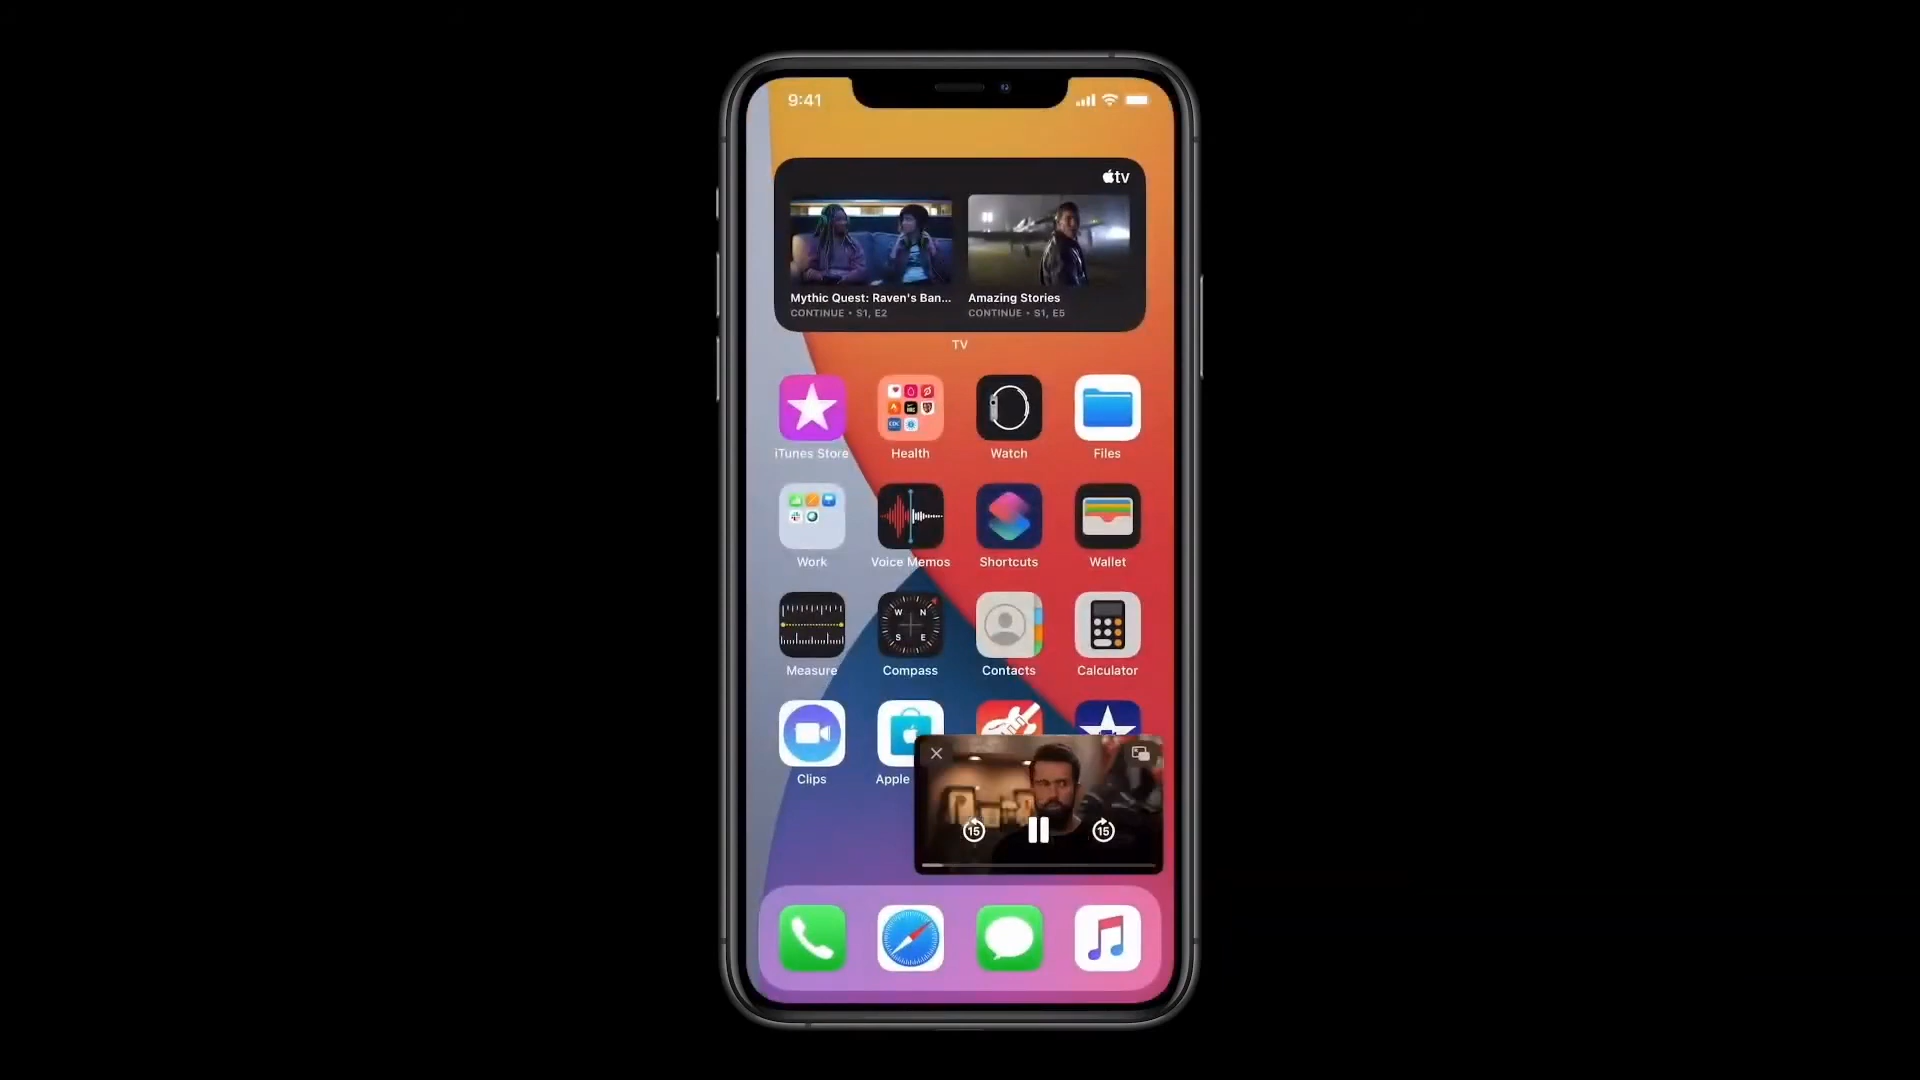 9:41
tv
Mythic Quest: Raven's Ban...
CONTINUE • S1, E2
Amazing Stories
CONTINUE • S1, E5
TV
iTunes Store
Health
Watch
Files
Work
Voice Memos
Shortcuts
Wallet
W N
S E
Measure
Compass
Contacts
Calculator
Clips
Apple
15
15